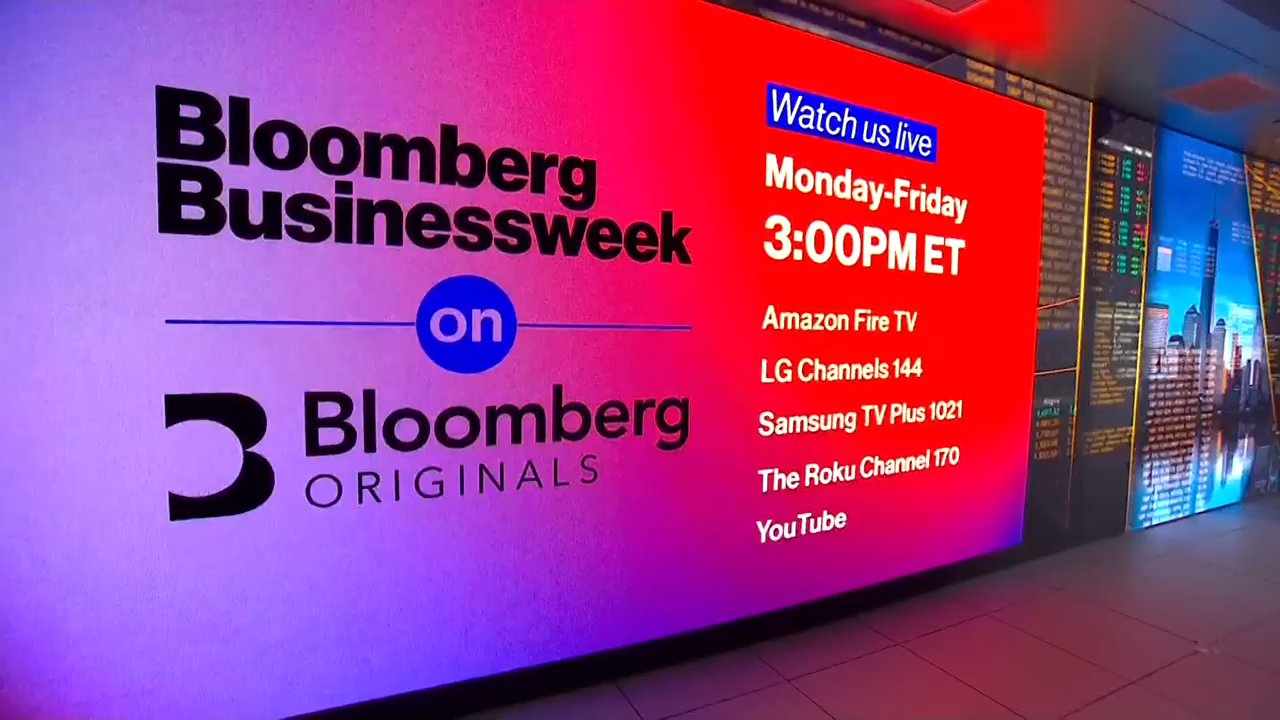 Bloomberg
Businessweek
on
Bloomberg
ORIGINALS
Watch us live
Monday-Friday
3:00PM ET
Amazon Fire TV
LG Channels 144
Samsung TV Plus 1021
The Roku Channel 170
YouTube